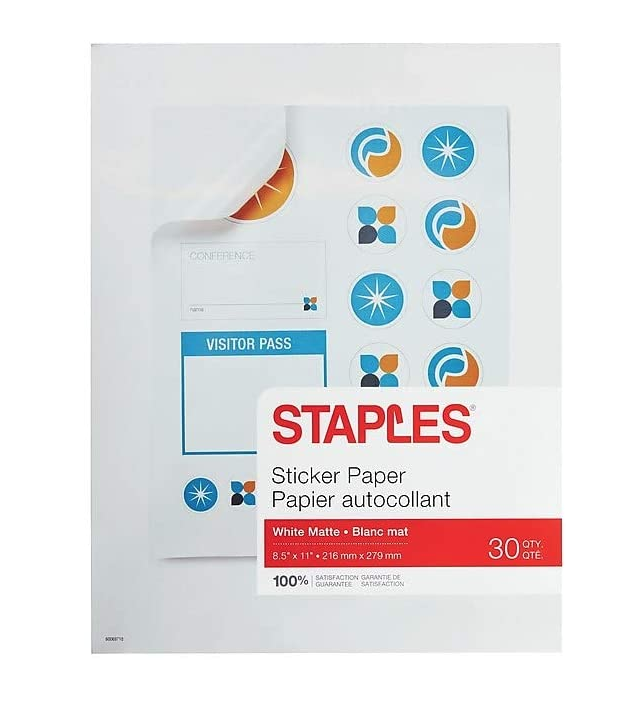 CONFERENCE
name
VISITOR PASS
STAPLES®
Sticker Paper
Papier autocollant
White Matte • Blanc mat
8.5" x 11" • 216 mm x 279 mm
30 QTY.
QTÉ.
100% SATISFACTION GARANTIE DE
GUARANTEE SATISFACTION